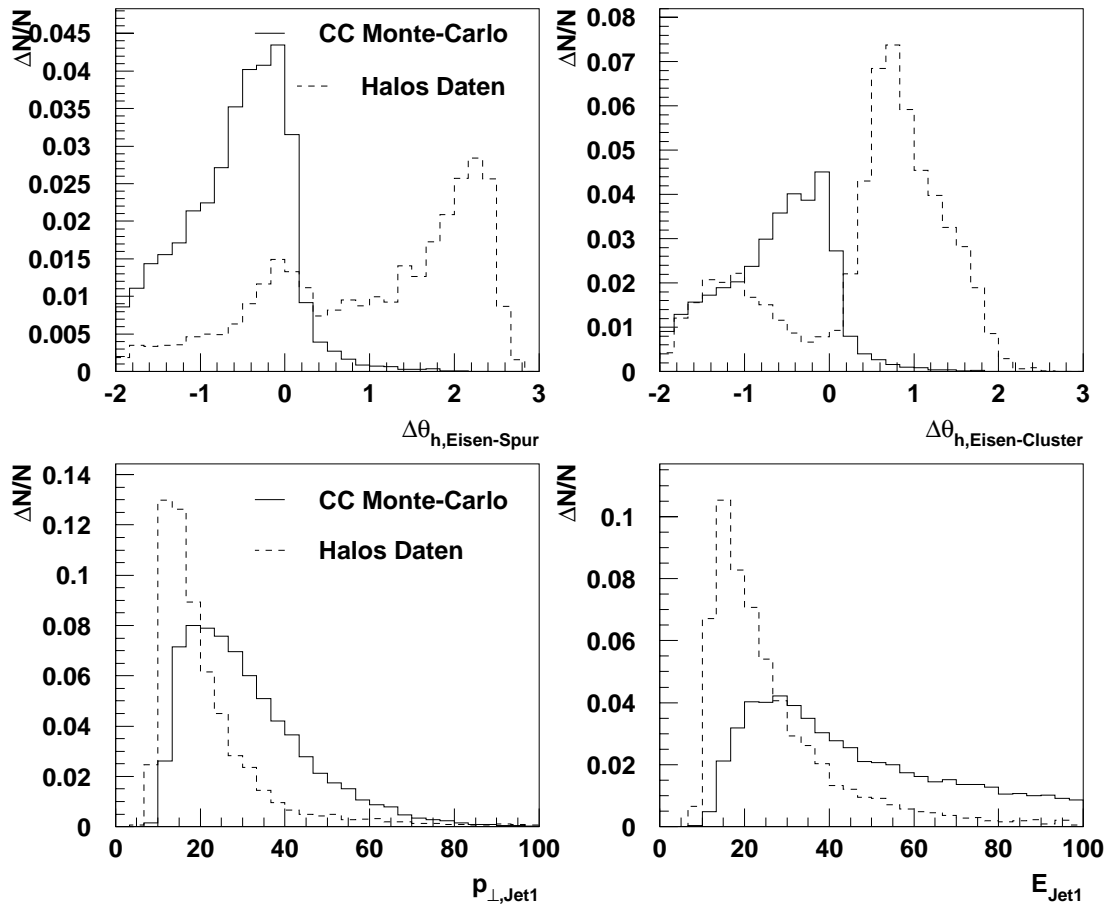 ΔN/N
CC Monte-Carlo
Halos Daten
0.045
0.04
0.035
0.03
0.025
0.02
0.015
0.01
0.005
0
-2 -1 0 1 2 3
Δθh,Eisen-Spur
ΔN/N
0.08
0.07
0.06
0.05
0.04
0.03
0.02
0.01
0
-2 -1 0 1 2 3
Δθh,Eisen-Cluster
ΔN/N
CC Monte-Carlo
Halos Daten
0.14
0.12
0.1
0.08
0.06
0.04
0.02
0
0 20 40 60 80 100
p⊥,Jet1
ΔN/N
0.1
0.08
0.06
0.04
0.02
0
0 20 40 60 80 100
EJet1